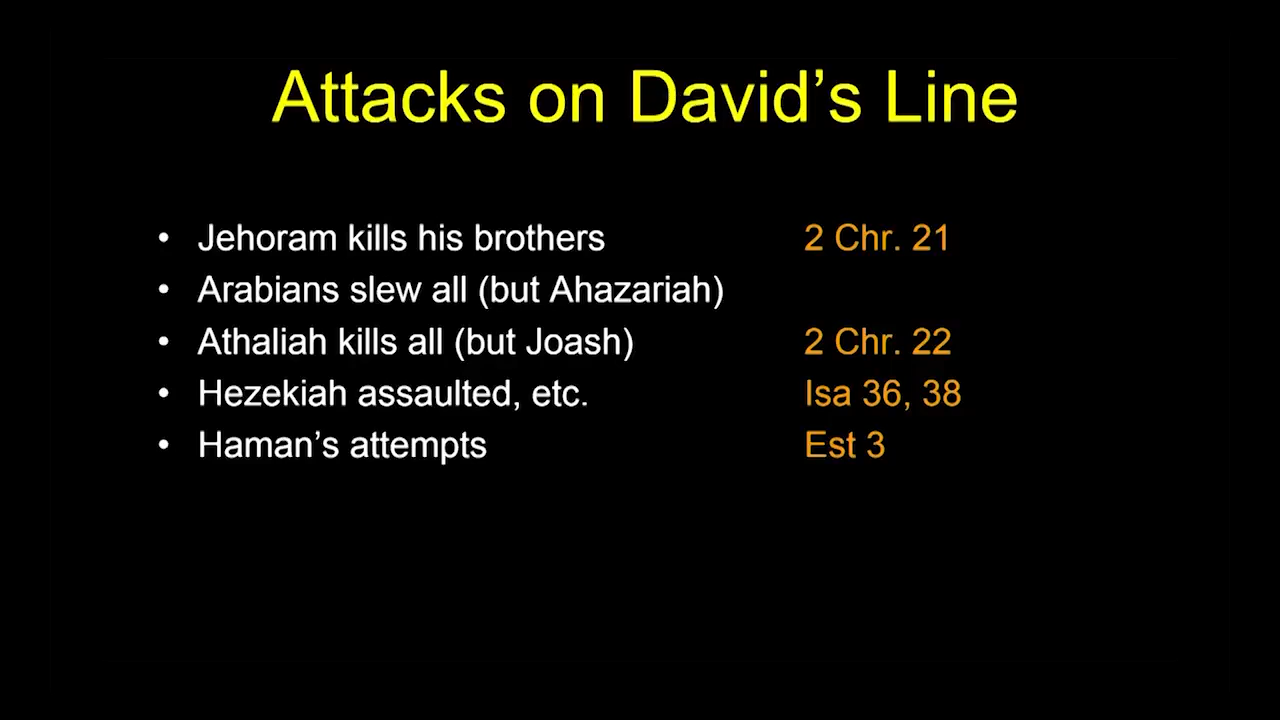 Attacks on David’s Line
• Jehoram kills his brothers 2 Chr. 21
• Arabians slew all (but Ahazariah)
• Athaliah kills all (but Joash) 2 Chr. 22
• Hezekiah assaulted, etc. Isa 36, 38
• Haman’s attempts Est 3